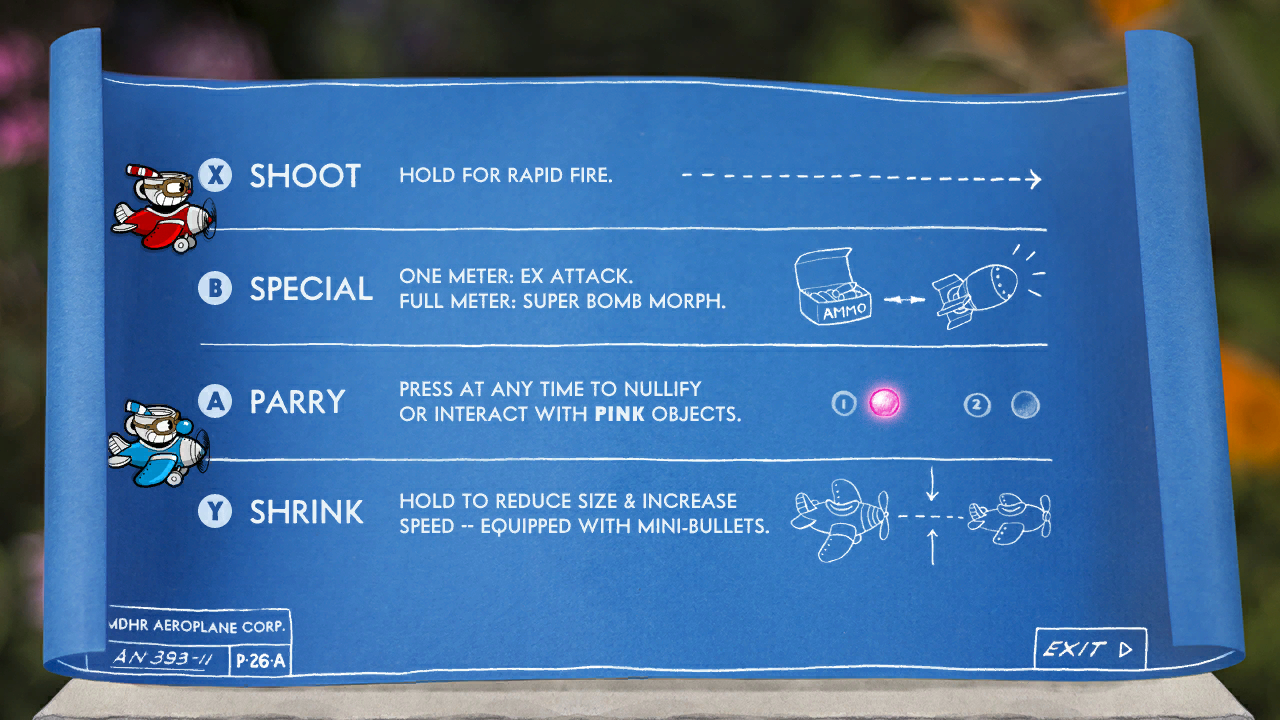 X SHOOT HOLD FOR RAPID FIRE.
B SPECIAL ONE METER: EX ATTACK.
FULL METER: SUPER BOMB MORPH.
AMMO
A PARRY PRESS AT ANY TIME TO NULLIFY
OR INTERACT WITH PINK OBJECTS.
1 2
Y SHRINK HOLD TO REDUCE SIZE & INCREASE
SPEED -- EQUIPPED WITH MINI-BULLETS.
MDHR AEROPLANE CORP.
AN 393-11 P·26·A
EXIT